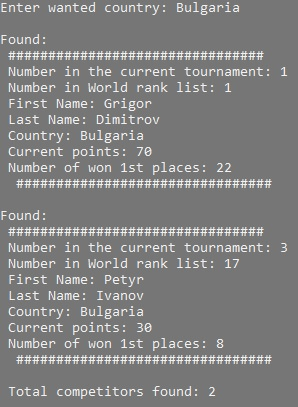 Enter wanted country: Bulgaria
Found:
################################
Number in the current tournament: 1
Number in World rank list: 1
First Name: Grigor
Last Name: Dimitrov
Country: Bulgaria
Current points: 70
Number of won 1st places: 22
################################
Found:
################################
Number in the current tournament: 3
Number in World rank list: 17
First Name: Petyr
Last Name: Ivanov
Country: Bulgaria
Current points: 30
Number of won 1st places: 8
################################
Total competitors found: 2